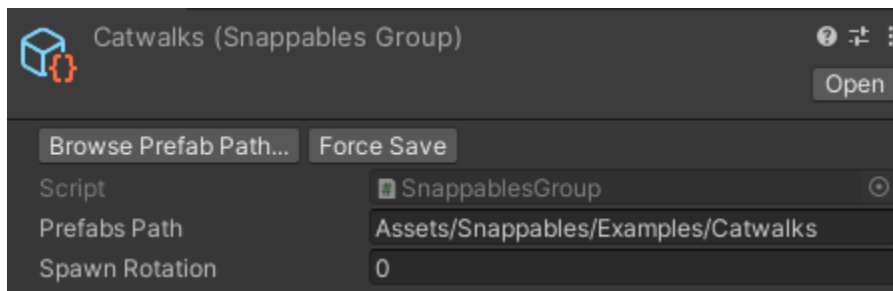 Catwalks (Snappables Group)
Open
Browse Prefab Path... Force Save
Script SnappablesGroup
Prefabs Path Assets/Snappables/Examples/Catwalks
Spawn Rotation 0